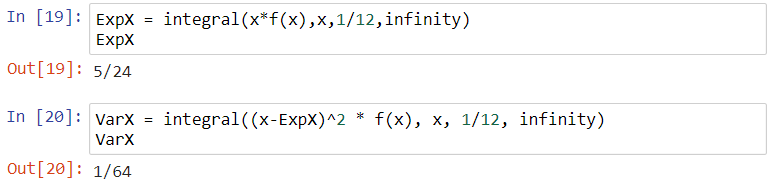 In [19]: ExpX = integral(x*f(x),x,1/12,infinity)
ExpX
Out[19]: 5/24
In [20]: VarX = integral((x-ExpX)^2 * f(x), x, 1/12, infinity)
VarX
Out[20]: 1/64